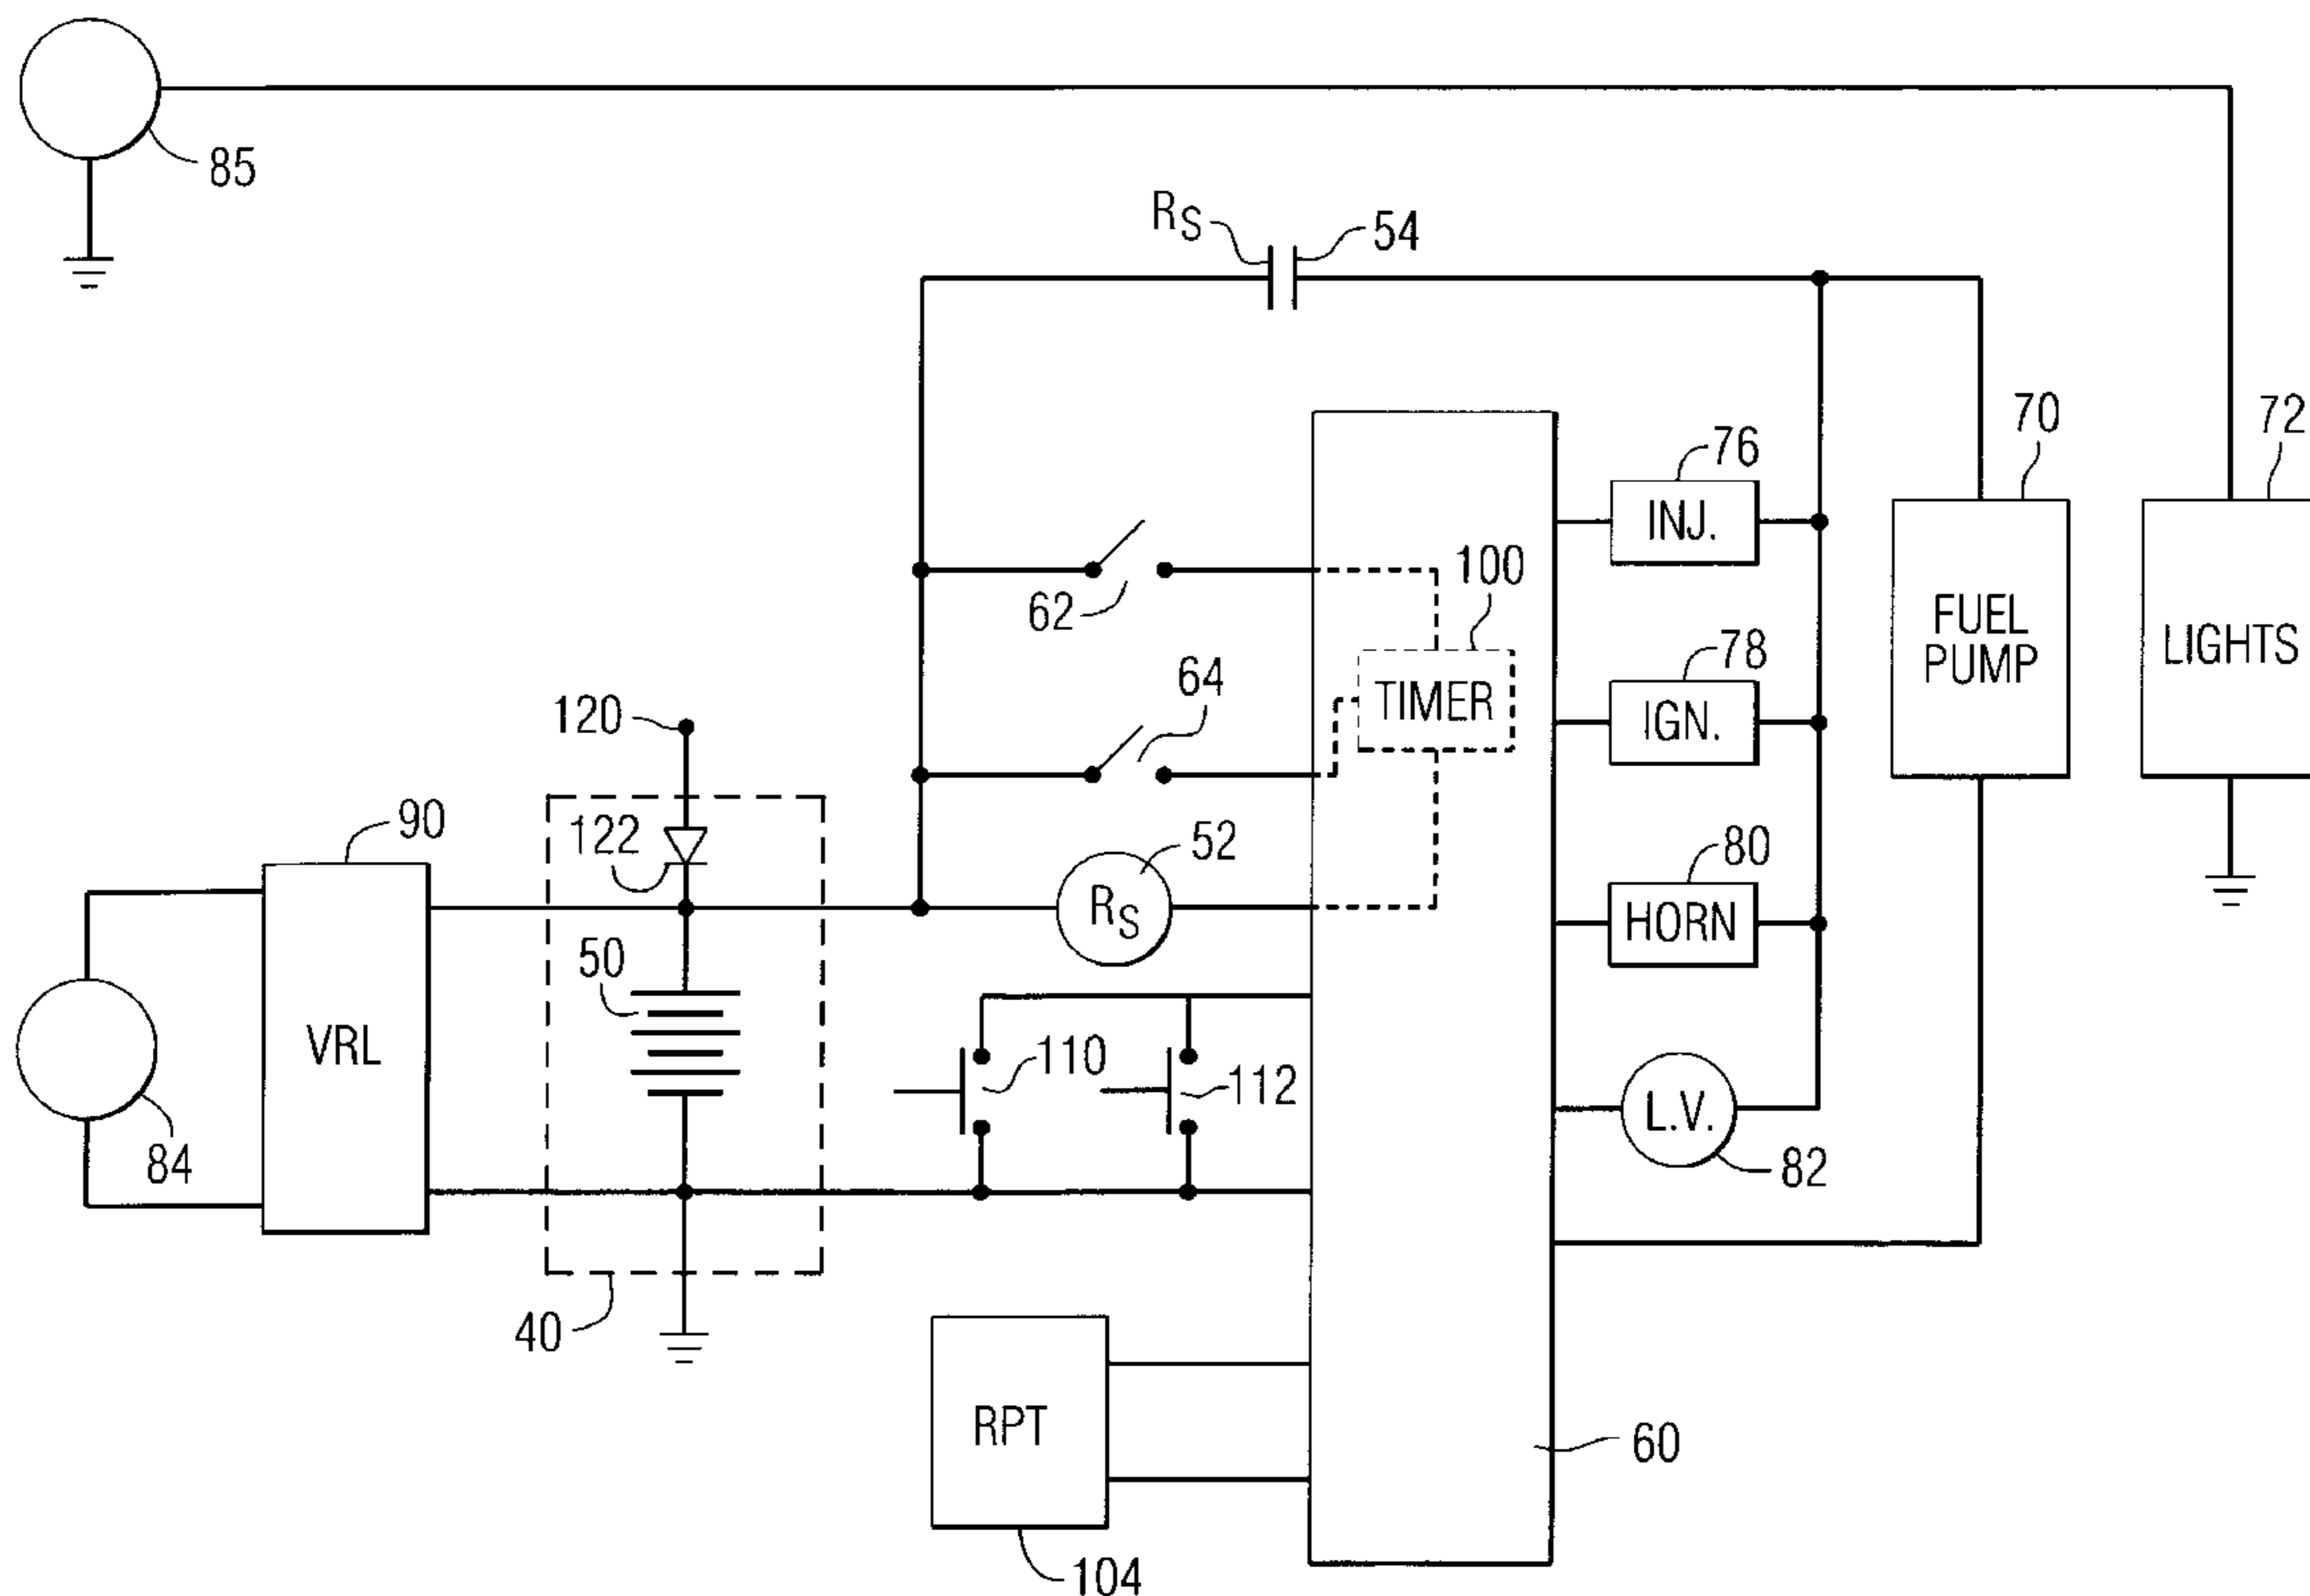 85
RS
54
70
72
76
INJ.
100
62
FUEL
PUMP
LIGHTS
64
78
TIMER
IGN.
120
90
122
52
80
RS
HORN
50
VRL
110
112
L.V.
84
82
40
RPT
60
104